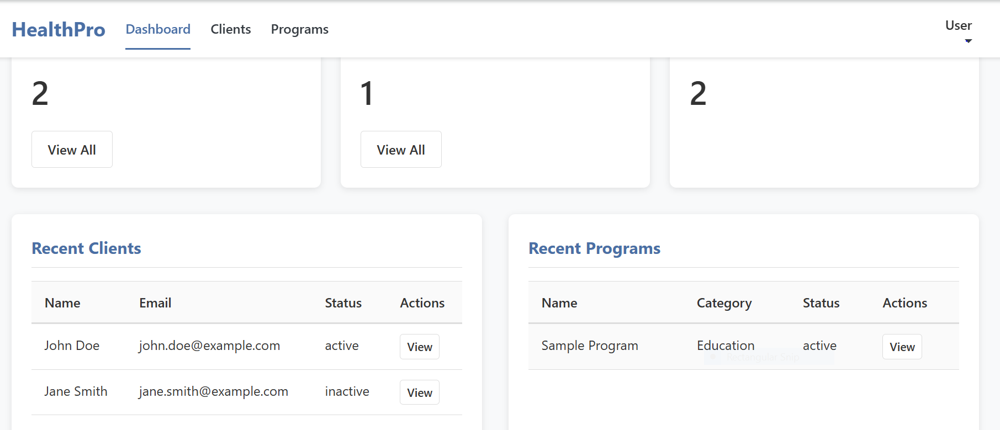 HealthPro Dashboard Clients Programs User
2 1 2
View All View All
Recent Clients
Name Email Status Actions
John Doe john.doe@example.com active View
Jane Smith jane.smith@example.com inactive View
Recent Programs
Name Category Status Actions
Sample Program Education active View
Rectangular Snip